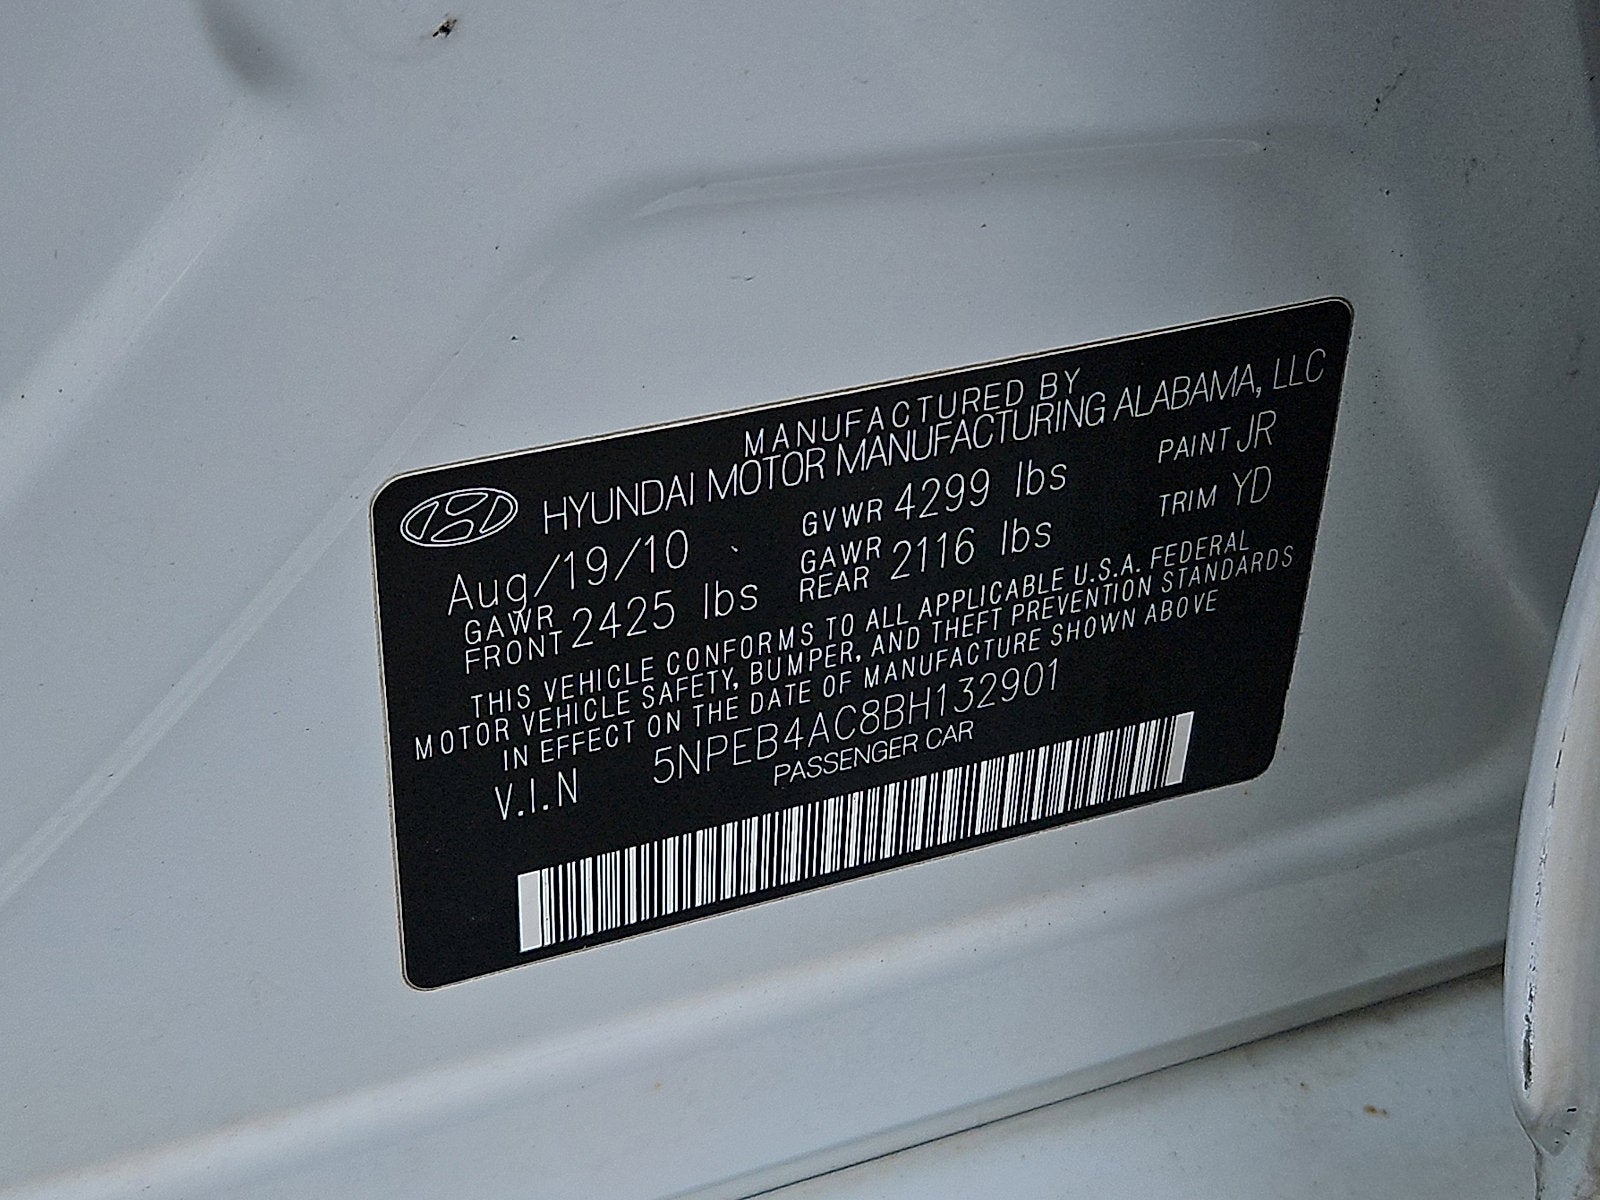 MANUFACTURED BY
HYUNDAI MOTOR MANUFACTURING ALABAMA, LLC
Aug/19/10 GVWR 4299 lbs PAINT JR
GAWR FRONT 2425 lbs GAWR REAR 2116 lbs TRIM YD
THIS VEHICLE CONFORMS TO ALL APPLICABLE U.S.A. FEDERAL
MOTOR VEHICLE SAFETY, BUMPER, AND THEFT PREVENTION STANDARDS
IN EFFECT ON THE DATE OF MANUFACTURE SHOWN ABOVE
V.I.N 5NPEB4AC8BH132901
PASSENGER CAR